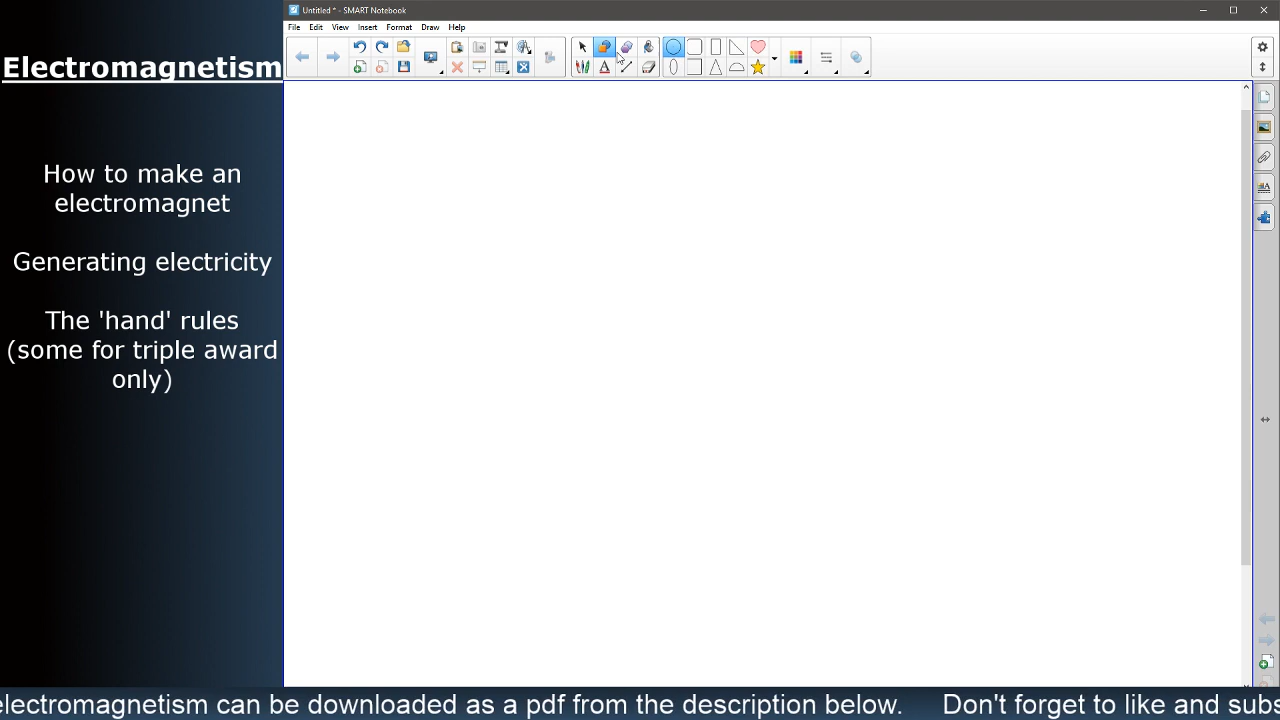 Untitled * - SMART Notebook
File Edit View Insert Format Draw Help
Electromagnetism
How to make an
electromagnet
Generating electricity
The 'hand' rules
(some for triple award
only)
electromagnetism can be downloaded as a pdf from the description below. Don't forget to like and subs